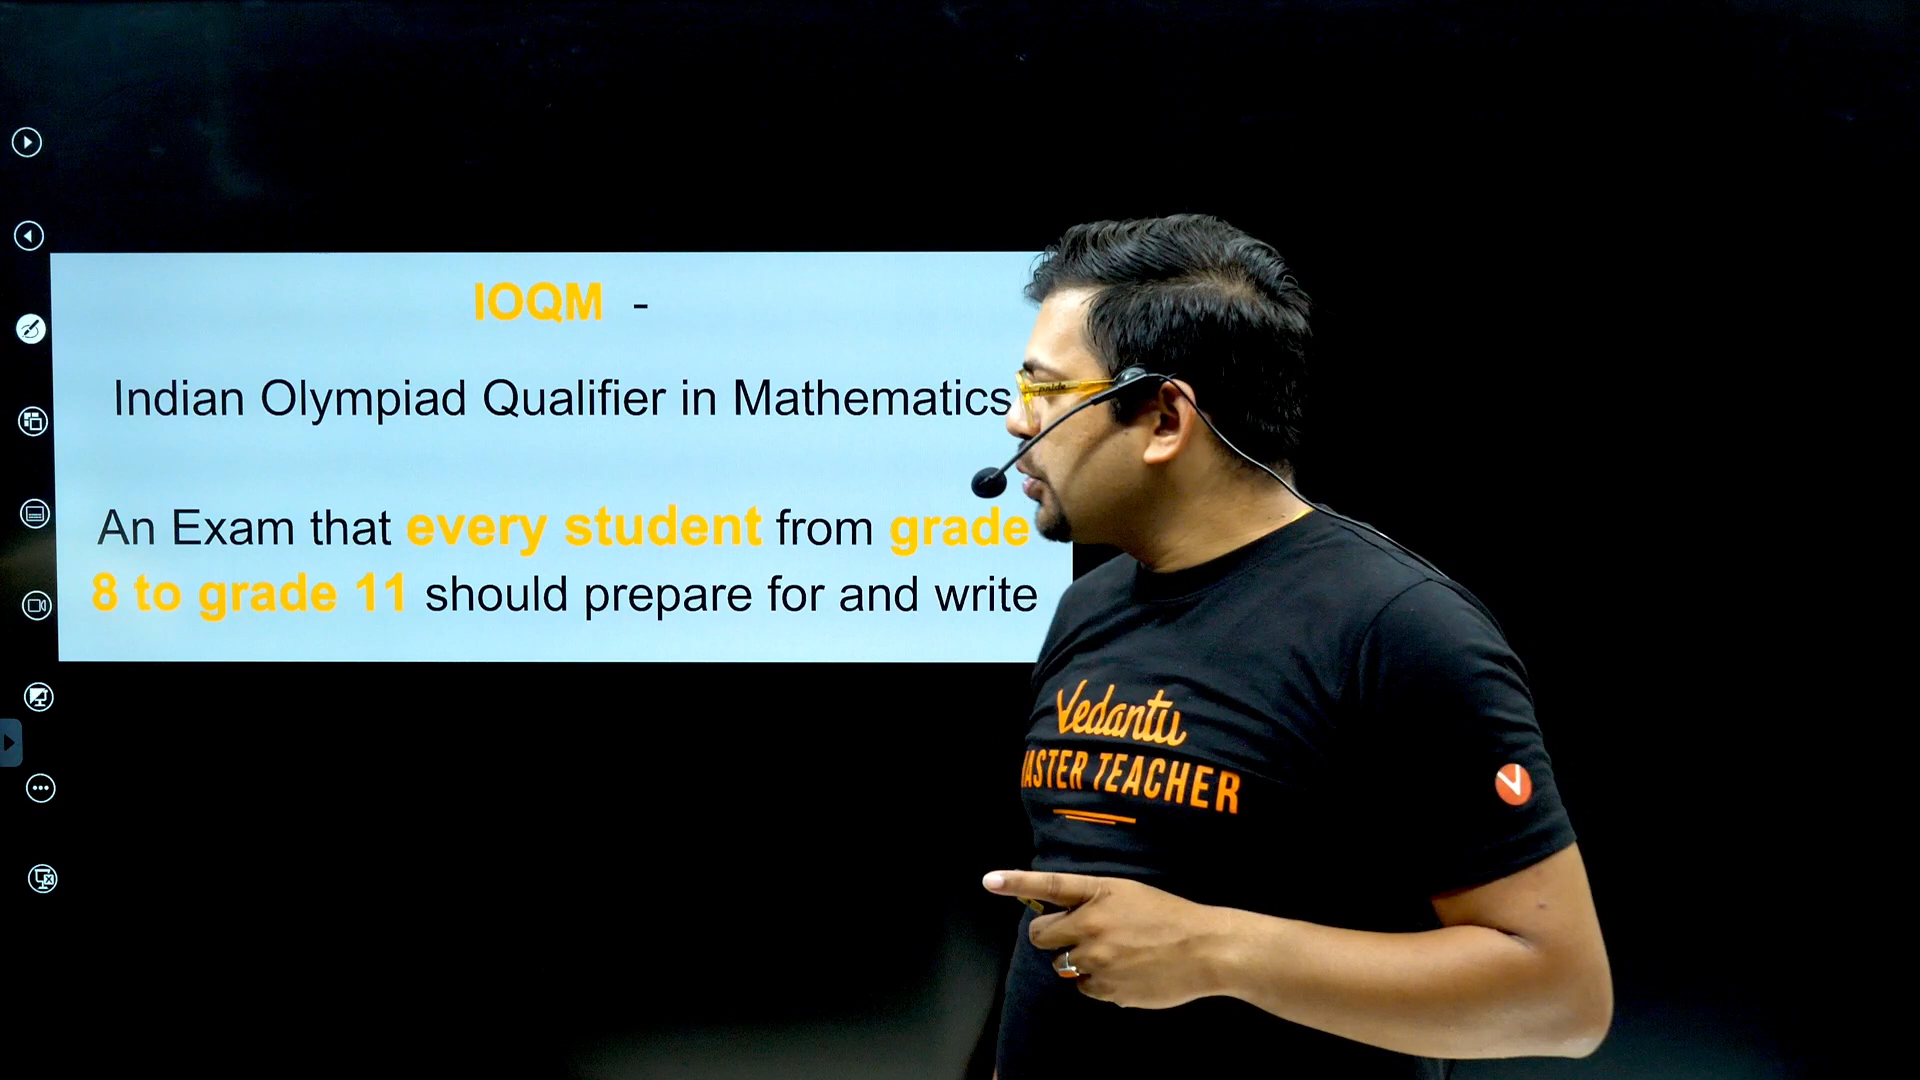 IOQM -
Indian Olympiad Qualifier in Mathematics
An Exam that every student from grade
8 to grade 11 should prepare for and write
Vedantu
ASTER TEACHER